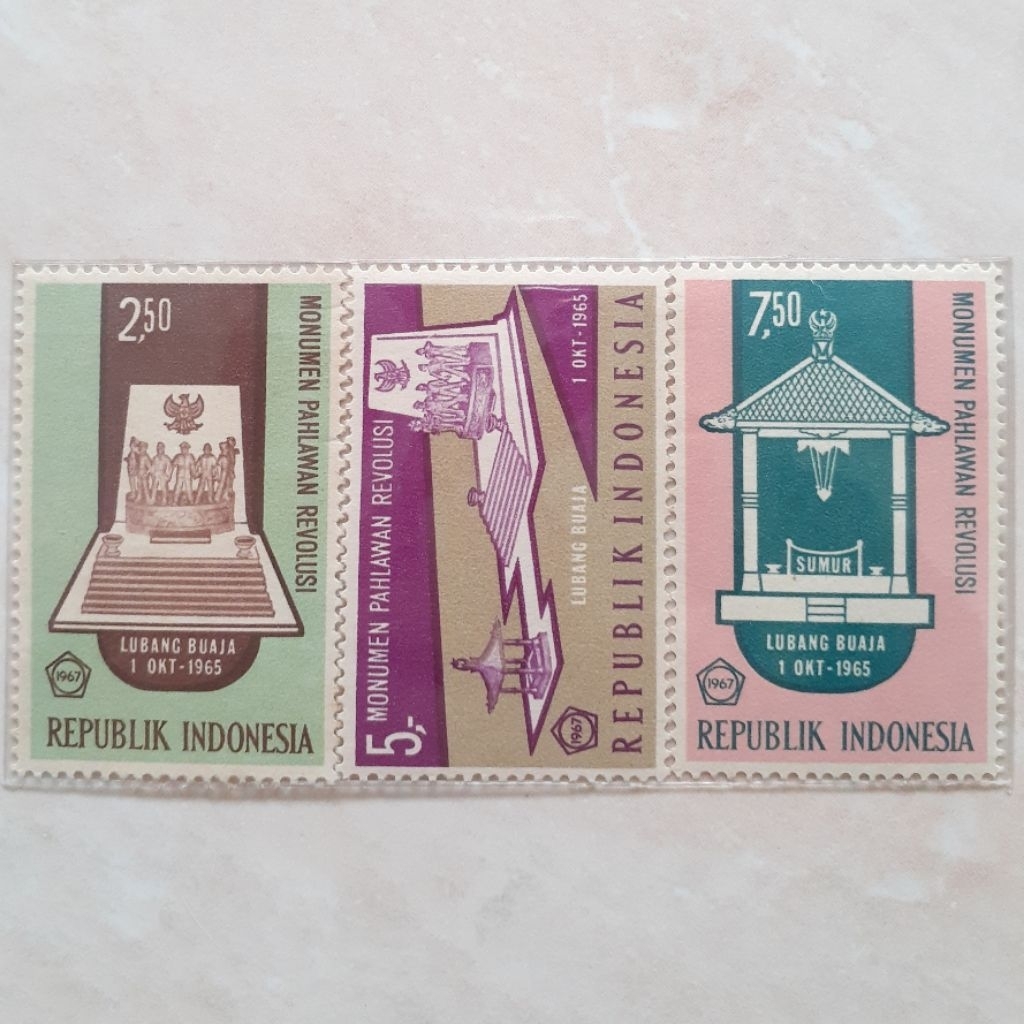 2,50
MONUMEN PAHLAWAN REVOLUSI
LUBANG BUAJA
1 OKT-1965
1967
REPUBLIK INDONESIA
5,-
MONUMEN PAHLAWAN REVOLUSI
LUBANG BUAJA
1 OKT-1965
1967
REPUBLIK INDONESIA
7,50
MONUMEN PAHLAWAN REVOLUSI
SUMUR
LUBANG BUAJA
1 OKT-1965
1967
REPUBLIK INDONESIA